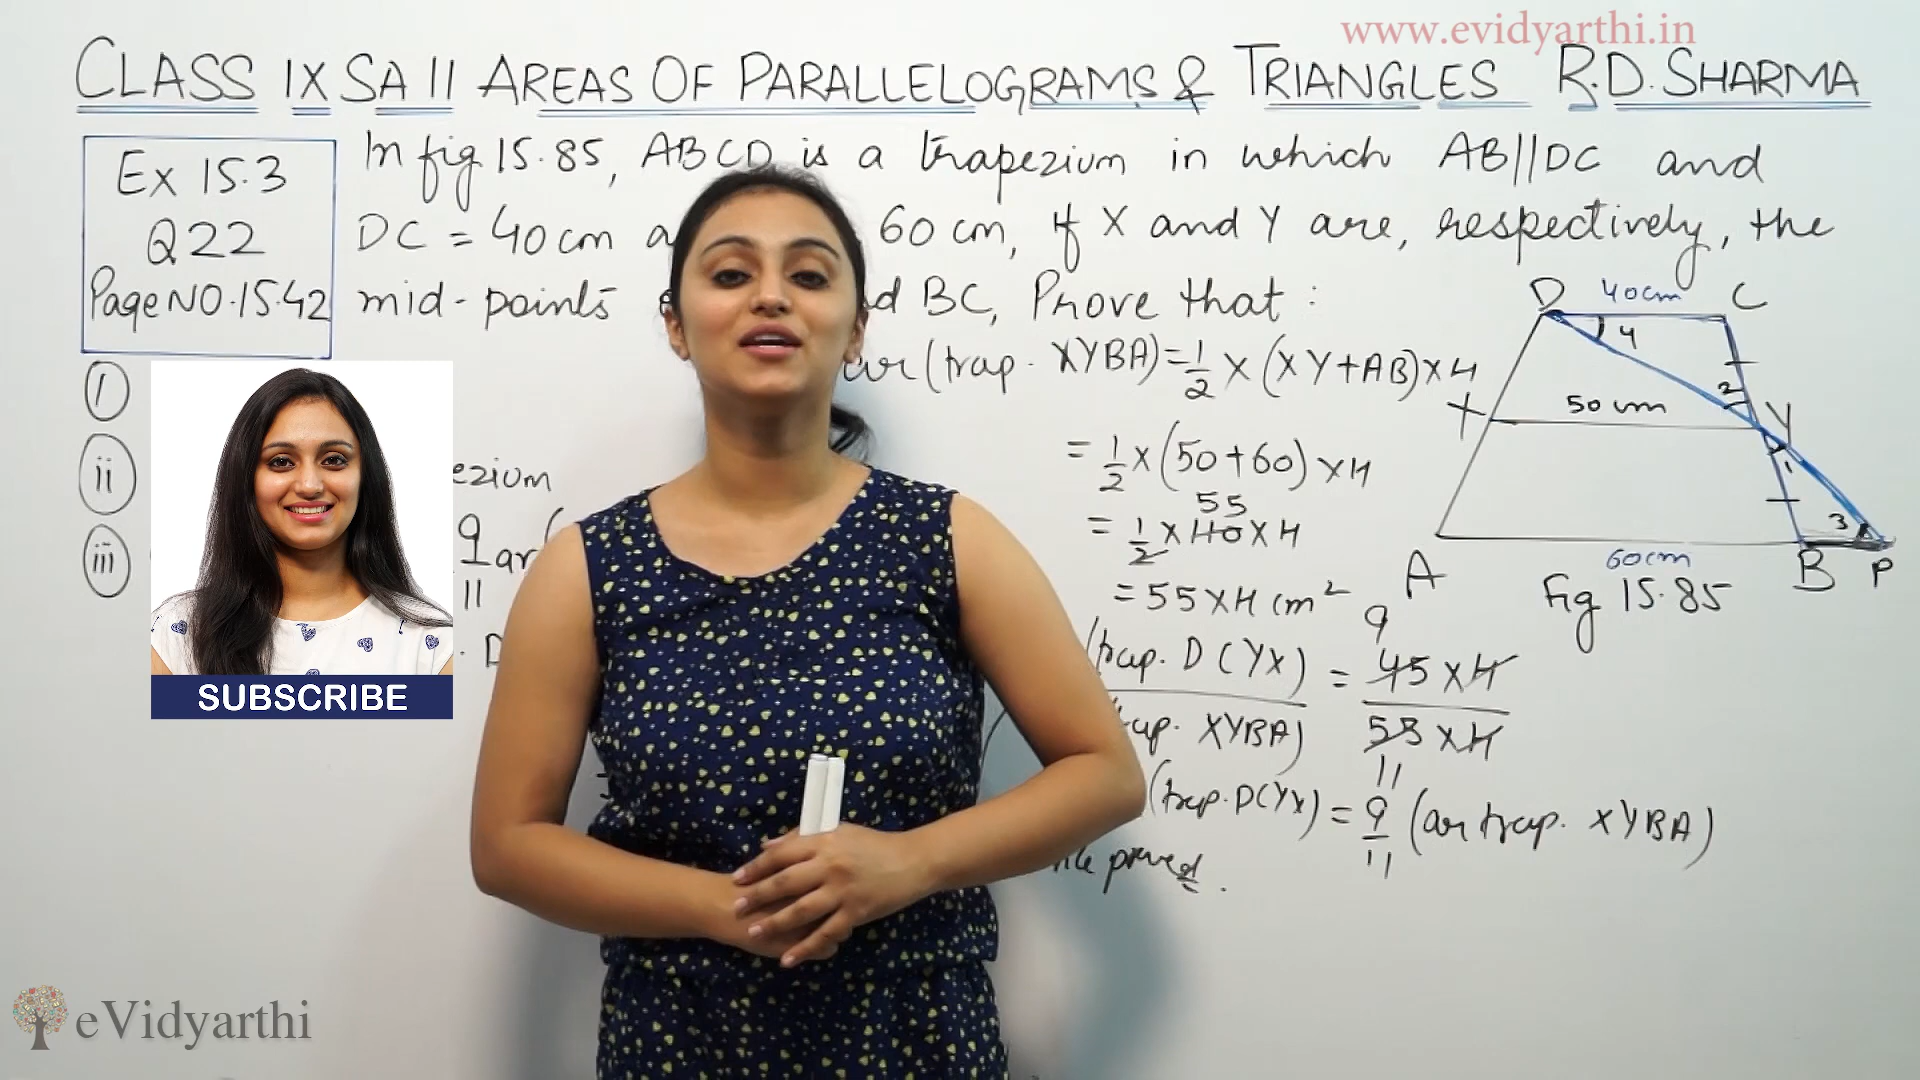 www.evidyarthi.in
CLASS IX SA II AREAS OF PARALLELOGRAMS & TRIANGLES R.D. SHARMA
Ex 15.3
Q22
Page NO. 15.42
In fig 15.85, ABCD is a trapezium in which AB||DC and
DC = 40 cm 60 cm, if X and Y are, respectively, the
mid-points BC, Prove that :
i
ii
iii
ezium
9 ar(
11
SUBSCRIBE
ar (trap. XYBA) = 1/2 × (XY + AB) × H
= 1/2 × (50 + 60) × H
55
= 1/2 × 110 × H
= 55 × H cm²
9
trap. DCYX) = 45 × H
XYBA) 55 × H
11
(trap. DCYX) = 9/11 (ar trap. XYBA)
proved.
D 40cm C
4
2
X 50 cm Y
1
3
60cm
A B P
Fig 15.85
eVidyarthi